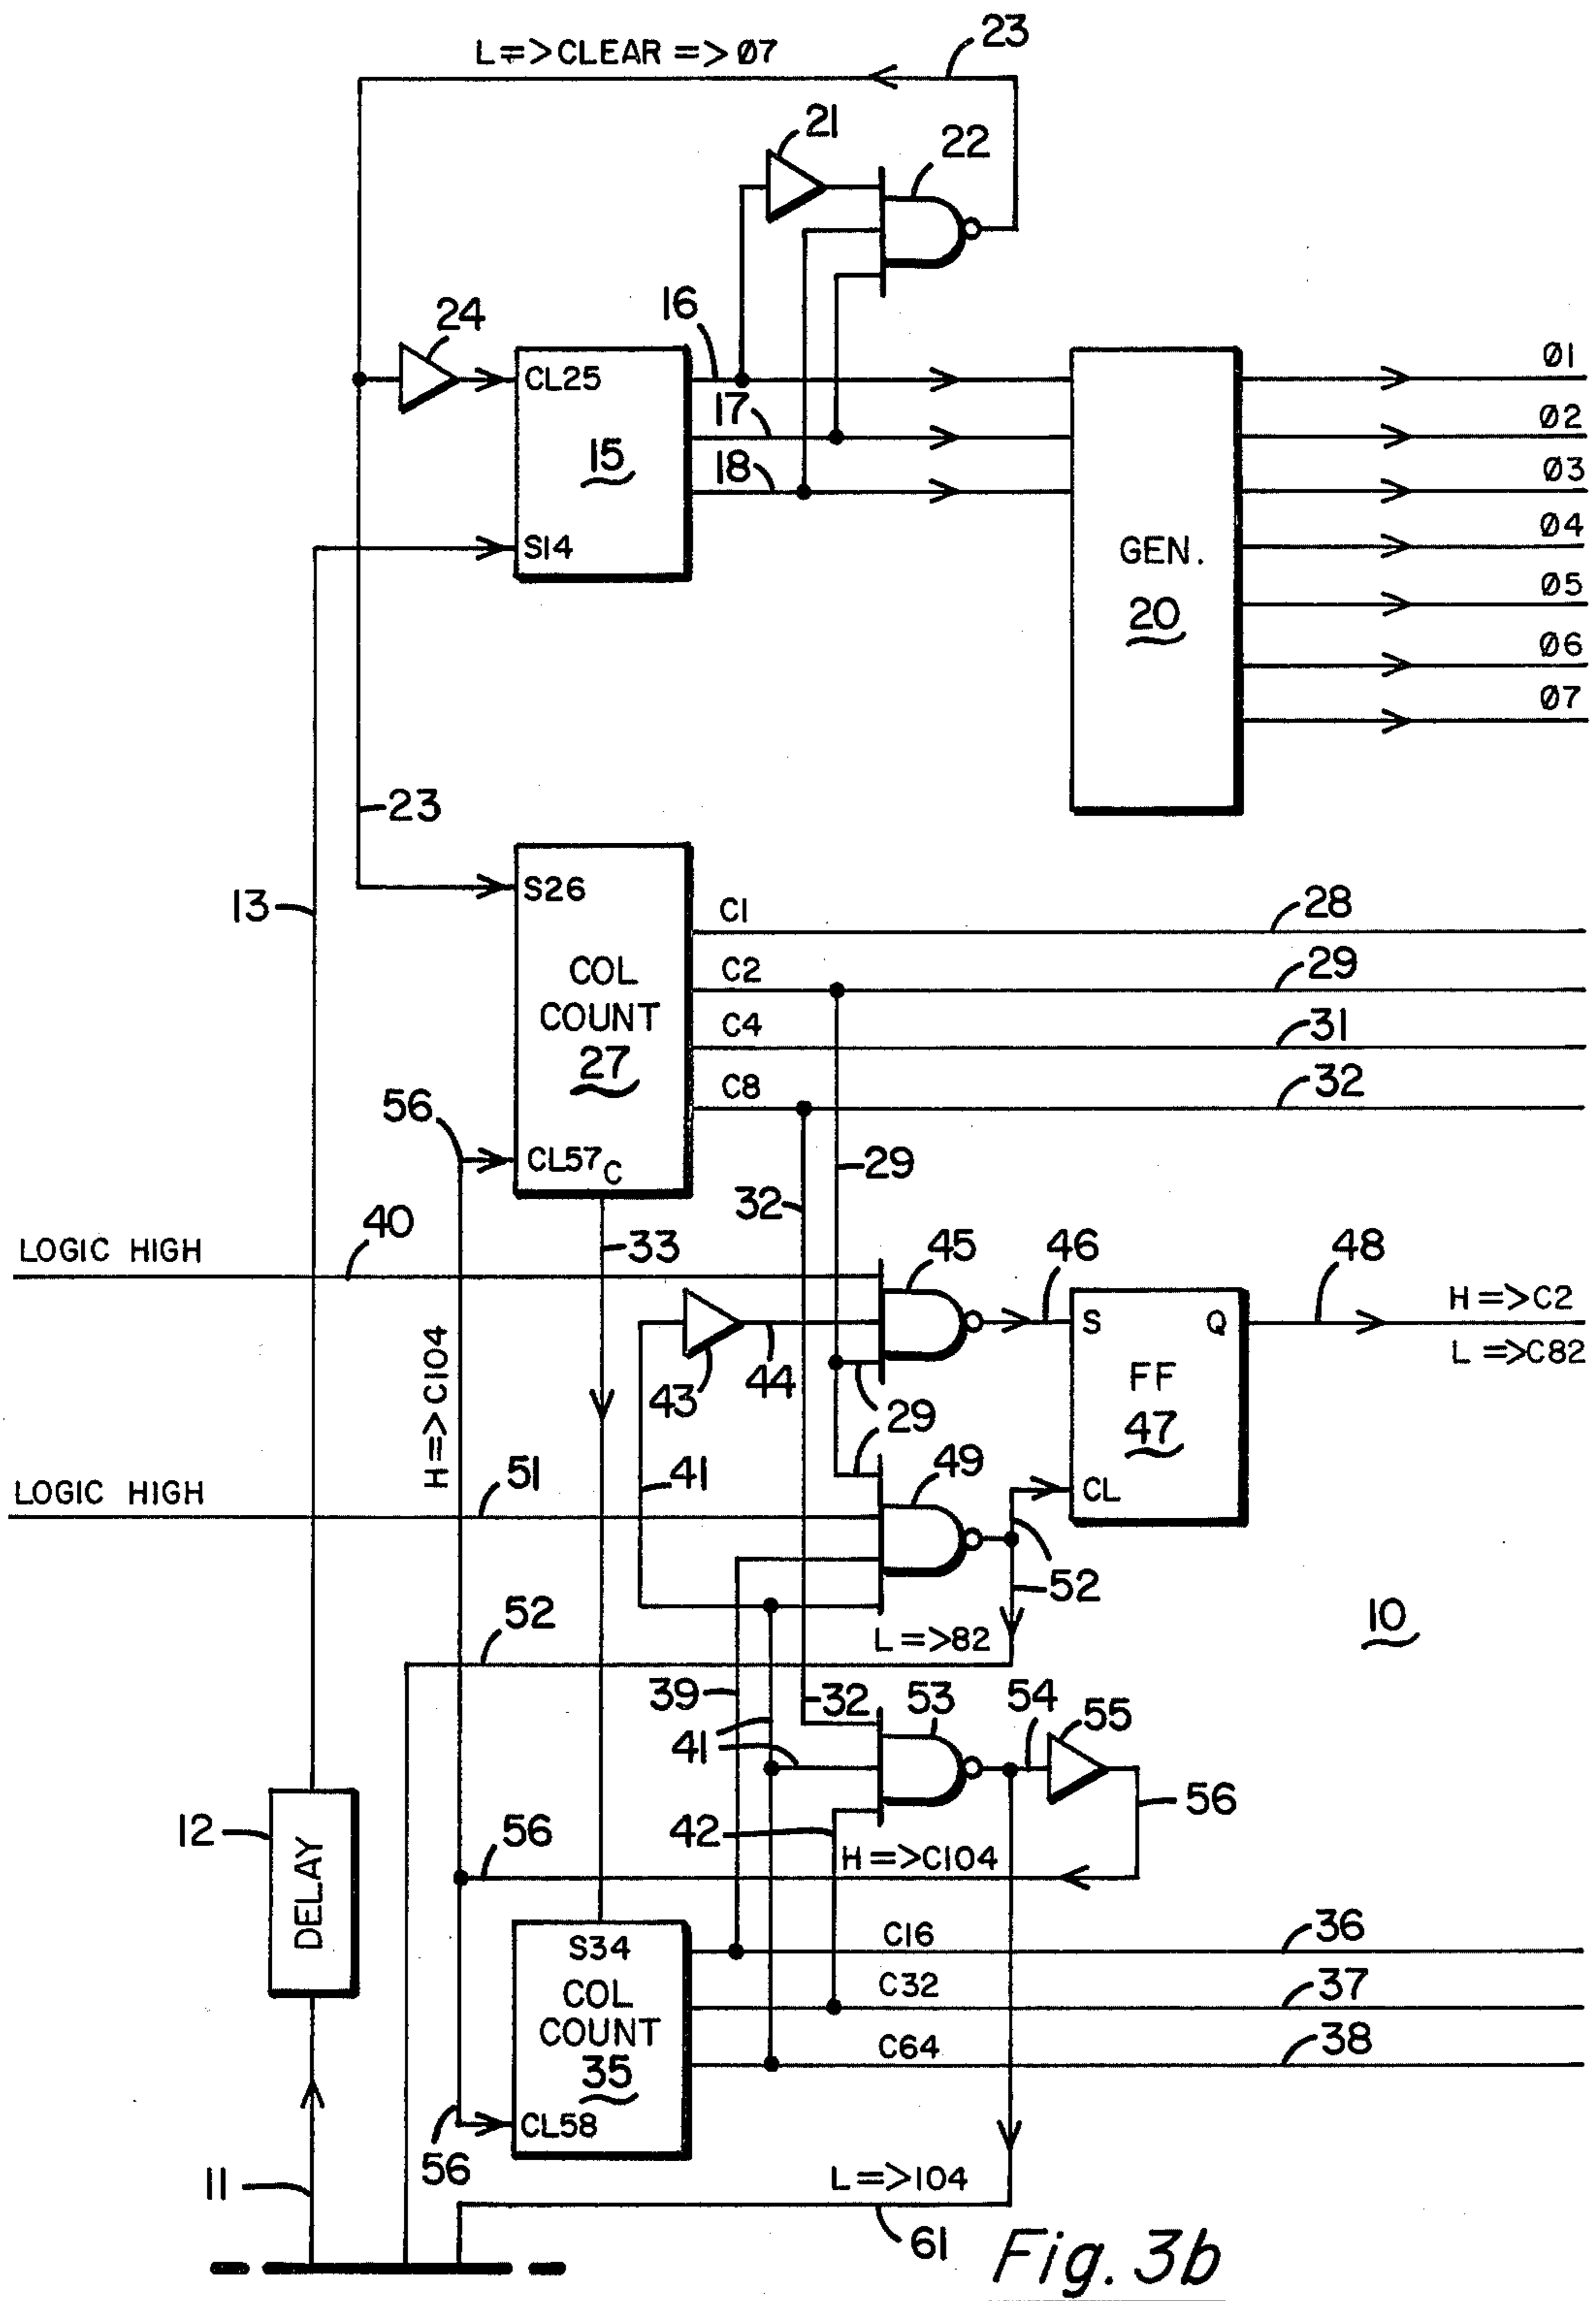 23
L=>CLEAR=>Ø7
21
22
24
16
CL25
Ø1
17
Ø2
15
18
Ø3
S14
GEN.
Ø4
20
Ø5
Ø6
Ø7
23
13
S26
C1
28
COL
COUNT
27
C2
29
C4
31
C8
32
56
CL57
C
29
32
40
LOGIC HIGH
33
45
46
48
H=>C104
S
Q
H=>C2
L=>C82
43
44
FF
47
29
51
LOGIC HIGH
41
49
CL
52
52
10
52
L=>82
39
32
53
54
55
41
12
DELAY
56
42
56
H=>C104
S34
C16
36
COL
COUNT
35
C32
37
C64
38
CL58
56
11
L=>104
61
Fig. 3b